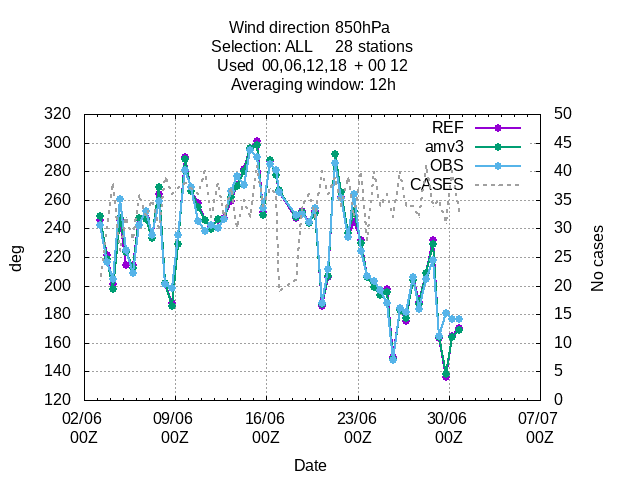 Wind direction 850hPa
Selection: ALL 28 stations
Used 00,06,12,18 + 00 12
Averaging window: 12h
320 50
300 45
280 40
260 35
240 30
220 25
200 20
180 15
160 10
140 5
120 0
REF
amv3
OBS
CASES
deg
No cases
02/06 09/06 16/06 23/06 30/06 07/07
00Z 00Z 00Z 00Z 00Z 00Z
Date